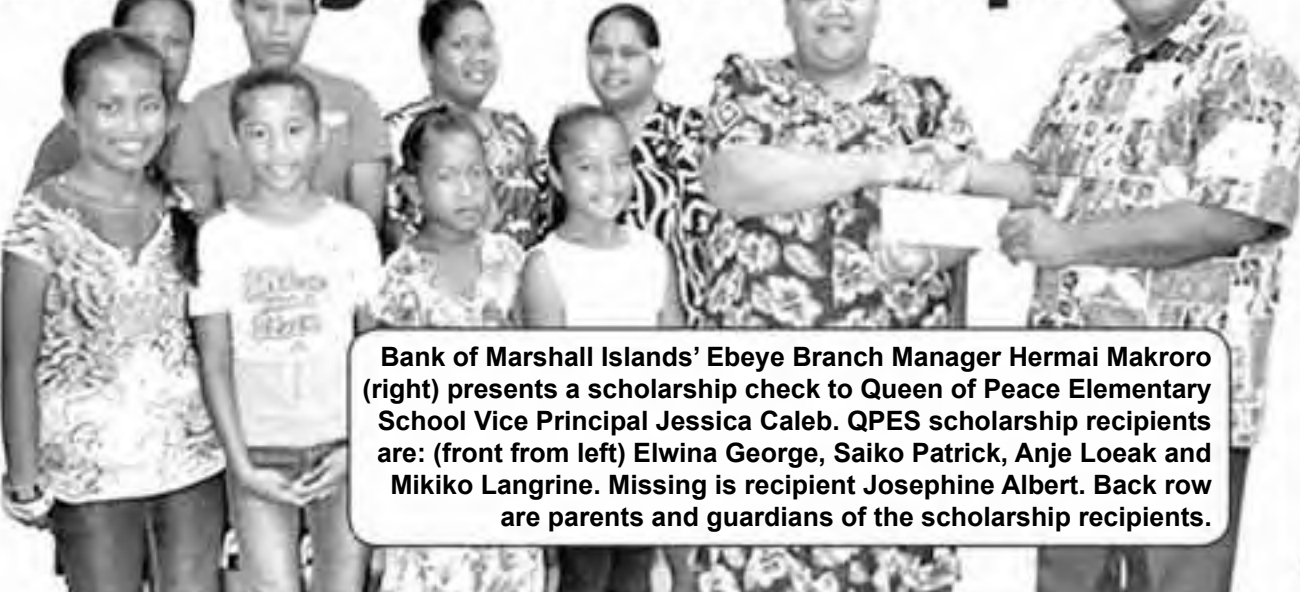 Bank of Marshall Islands’ Ebeye Branch Manager Hermai Makroro
(right) presents a scholarship check to Queen of Peace Elementary
School Vice Principal Jessica Caleb. QPES scholarship recipients
are: (front from left) Elwina George, Saiko Patrick, Anje Loeak and
Mikiko Langrine. Missing is recipient Josephine Albert. Back row
are parents and guardians of the scholarship recipients.